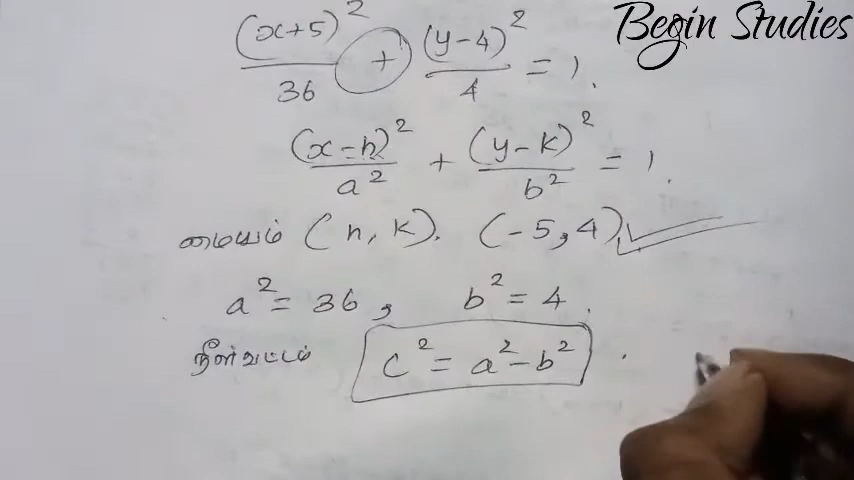 Begin Studies
(x+5)²/36 + (y-4)²/4 = 1.
(x-h)²/a² + (y-k)²/b² = 1.
மையம் (h, k). (-5, 4)
a² = 36, b² = 4.
நீள்வட்டம் c² = a² - b².